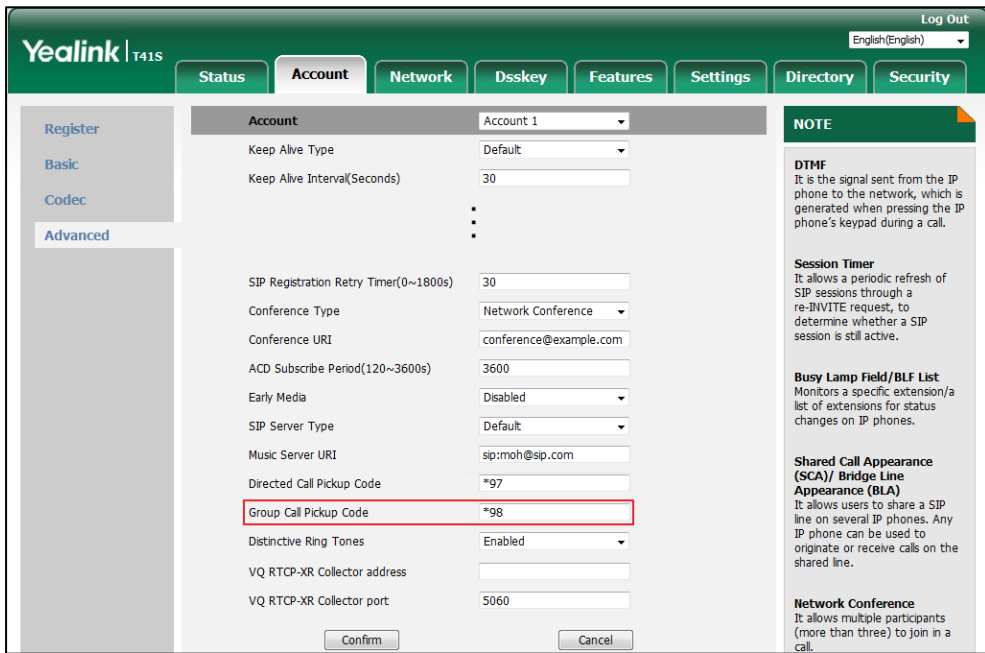 Log Out
Yealink T41S
English(English)
Status Account Network Dsskey Features Settings Directory Security
Register
Basic
Codec
Advanced
Account Account 1
Keep Alive Type Default
Keep Alive Interval(Seconds) 30
SIP Registration Retry Timer(0~1800s) 30
Conference Type Network Conference
Conference URI conference@example.com
ACD Subscribe Period(120~3600s) 3600
Early Media Disabled
SIP Server Type Default
Music Server URI sip:moh@sip.com
Directed Call Pickup Code *97
Group Call Pickup Code *98
Distinctive Ring Tones Enabled
VQ RTCP-XR Collector address
VQ RTCP-XR Collector port 5060
Confirm Cancel
NOTE
DTMF
It is the signal sent from the IP
phone to the network, which is
generated when pressing the IP
phone's keypad during a call.
Session Timer
It allows a periodic refresh of
SIP sessions through a
re-INVITE request, to
determine whether a SIP
session is still active.
Busy Lamp Field/BLF List
Monitors a specific extension/a
list of extensions for status
changes on IP phones.
Shared Call Appearance
(SCA)/ Bridge Line
Appearance (BLA)
It allows users to share a SIP
line on several IP phones. Any
IP phone can be used to
originate or receive calls on the
shared line.
Network Conference
It allows multiple participants
(more than three) to join in a
call.